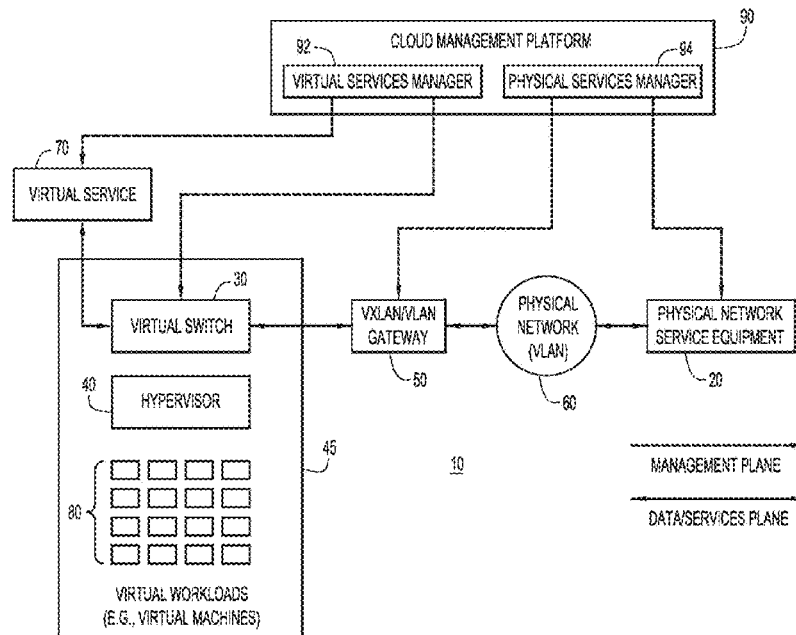 90
CLOUD MANAGEMENT PLATFORM
92
94
VIRTUAL SERVICES MANAGER
PHYSICAL SERVICES MANAGER
70
VIRTUAL SERVICE
30
VIRTUAL SWITCH
VXLAN/VLAN
GATEWAY
50
PHYSICAL
NETWORK
(VLAN)
60
PHYSICAL NETWORK
SERVICE EQUIPMENT
20
40
HYPERVISOR
45
10
MANAGEMENT PLANE
DATA/SERVICES PLANE
80
VIRTUAL WORKLOADS
(E.G., VIRTUAL MACHINES)